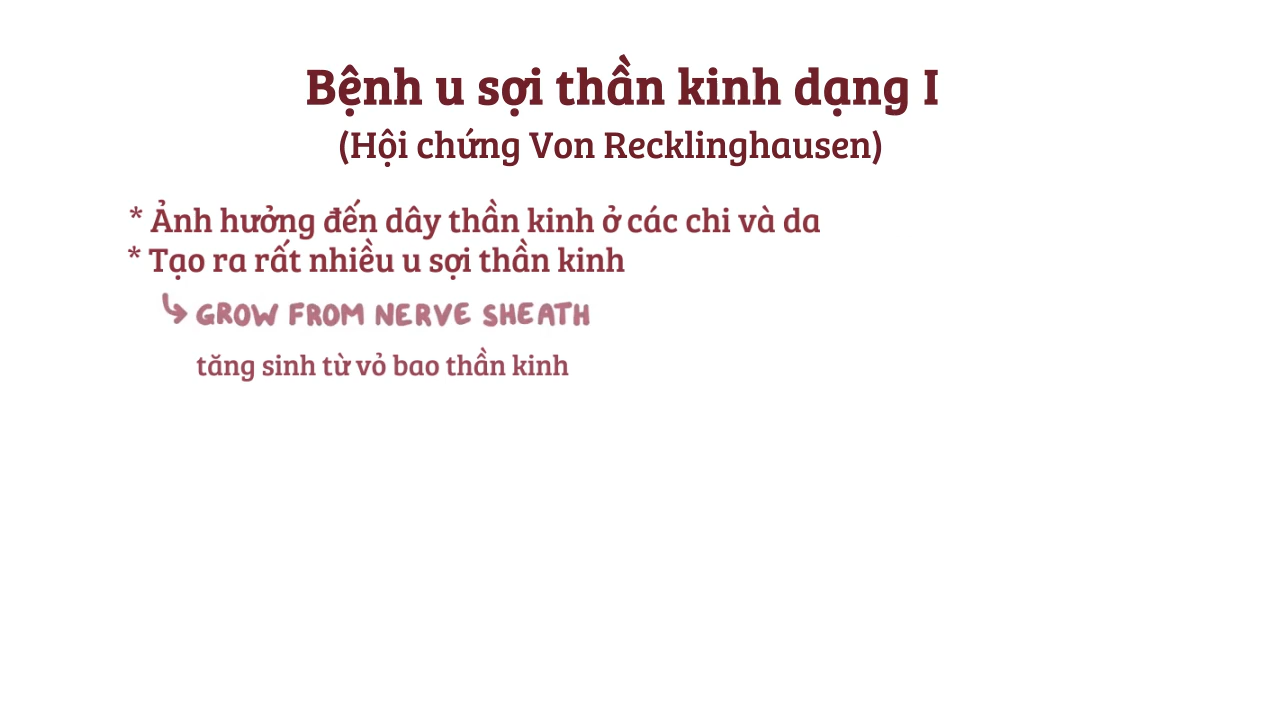 Bệnh u sợi thần kinh dạng I
(Hội chứng Von Recklinghausen)
* Ảnh hưởng đến dây thần kinh ở các chi và da
* Tạo ra rất nhiều u sợi thần kinh
↳ GROW FROM NERVE SHEATH
tăng sinh từ vỏ bao thần kinh